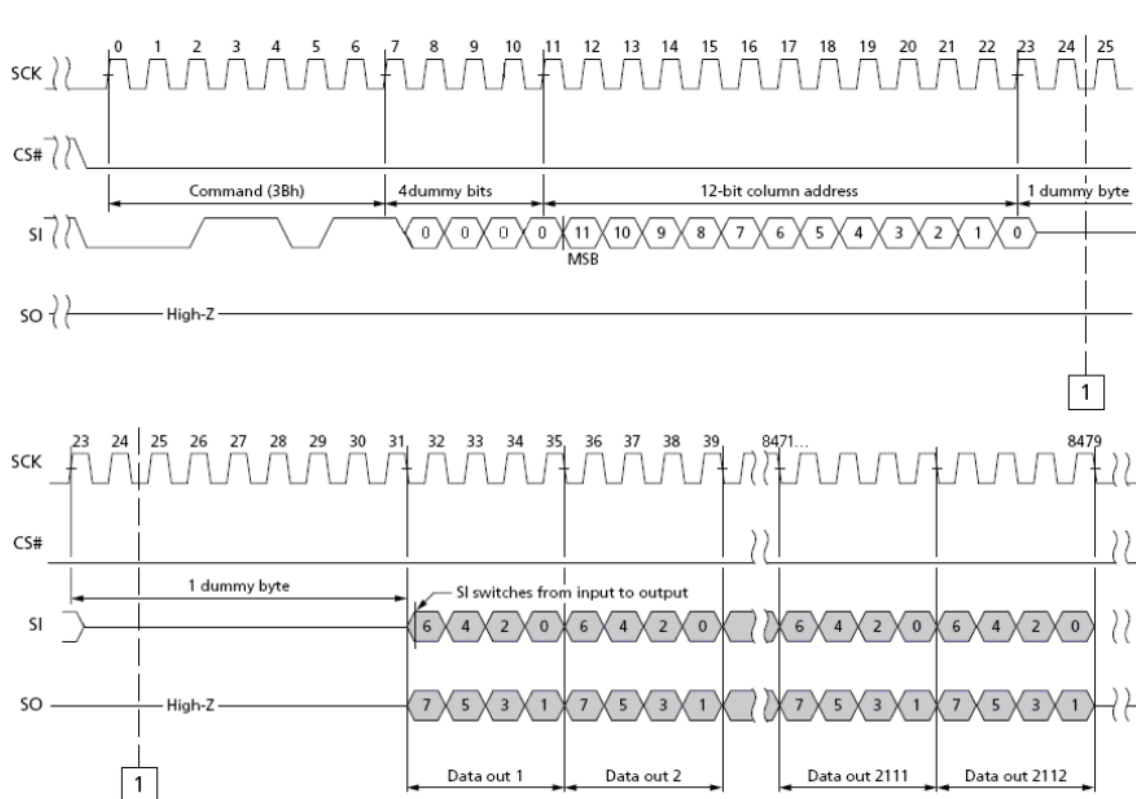 0 1 2 3 4 5 6 7 8 9 10 11 12 13 14 15 16 17 18 19 20 21 22 23 24 25
SCK
CS#
Command (3Bh) 4dummy bits 12-bit column address 1 dummy byte
SI 0 0 0 0 11 10 9 8 7 6 5 4 3 2 1 0
MSB
SO High-Z
1
23 24 25 26 27 28 29 30 31 32 33 34 35 36 37 38 39 8471... 8479
SCK
CS#
1 dummy byte
SI switches from input to output
SI 6 4 2 0 6 4 2 0 6 4 2 0 6 4 2 0
SO High-Z 7 5 3 1 7 5 3 1 7 5 3 1 7 5 3 1
1
Data out 1 Data out 2 Data out 2111 Data out 2112